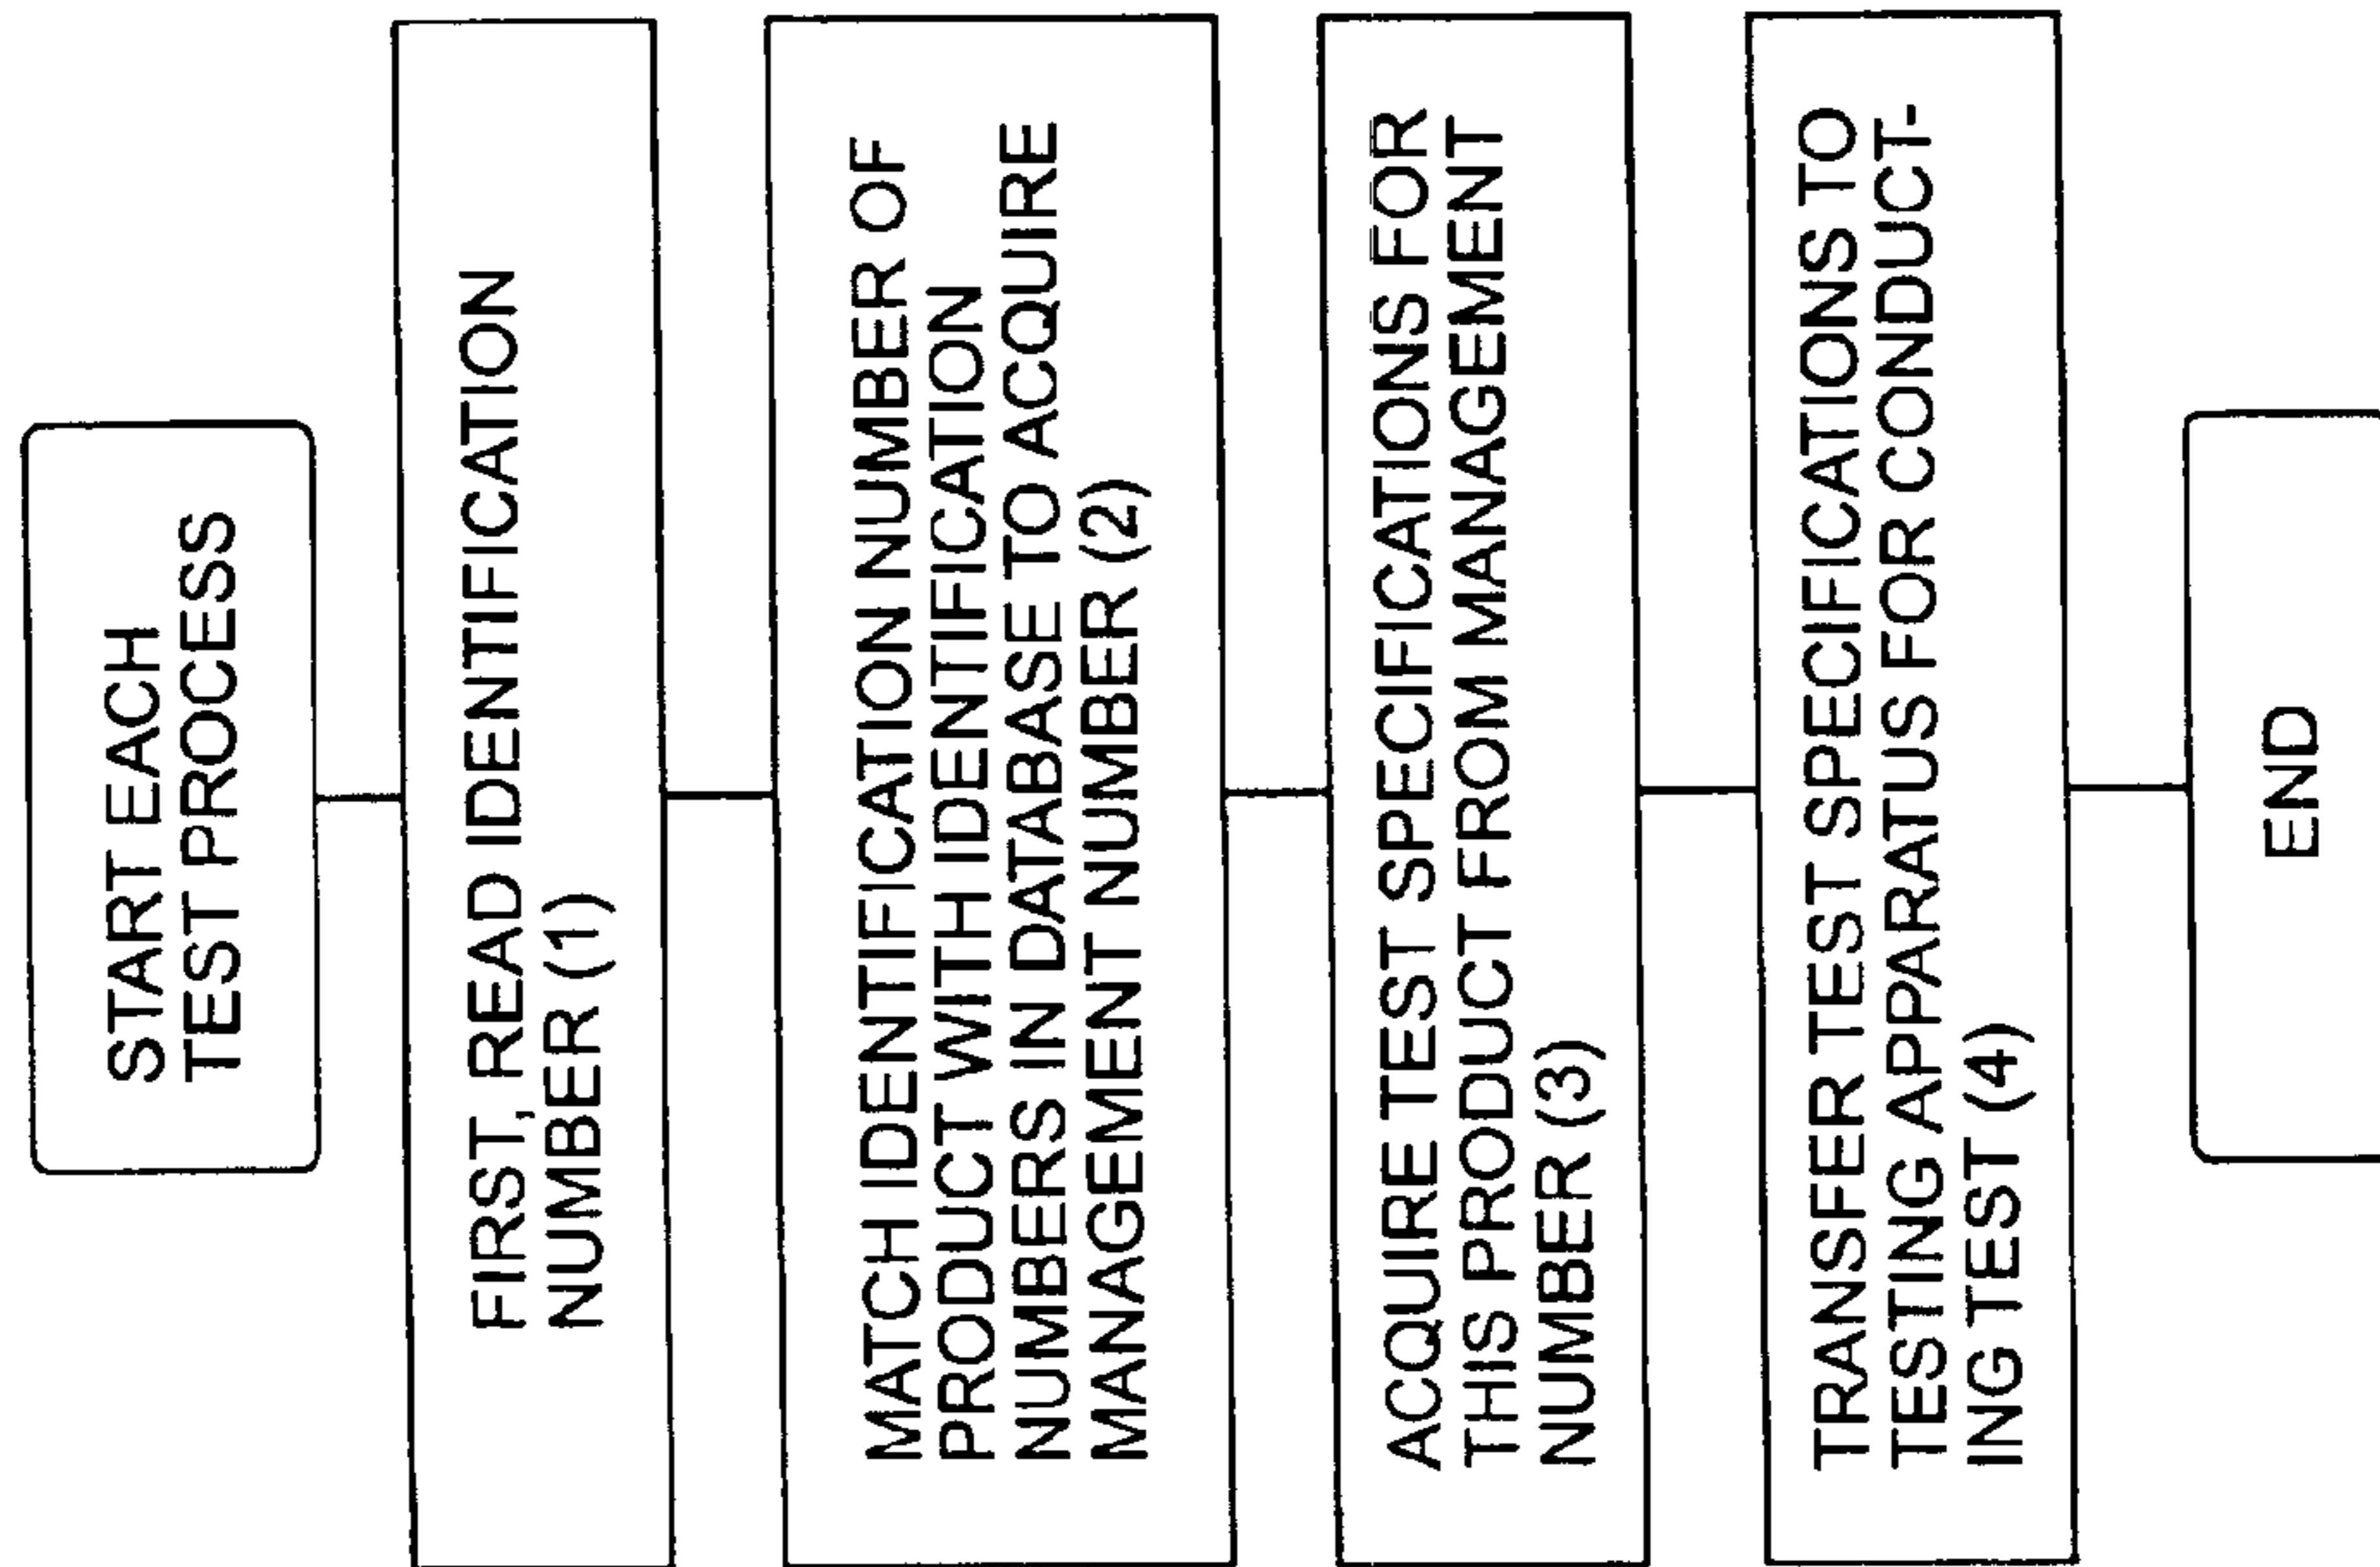 START EACH
TEST PROCESS
FIRST, READ IDENTIFICATION
NUMBER (1)
MATCH IDENTIFICATION NUMBER OF
PRODUCT WITH IDENTIFICATION
NUMBERS IN DATABASE TO ACQUIRE
MANAGEMENT NUMBER (2)
ACQUIRE TEST SPECIFICATIONS FOR
THIS PRODUCT FROM MANAGEMENT
NUMBER (3)
TRANSFER TEST SPECIFICATIONS TO
TESTING APPARATUS FOR CONDUCT-
ING TEST (4)
END